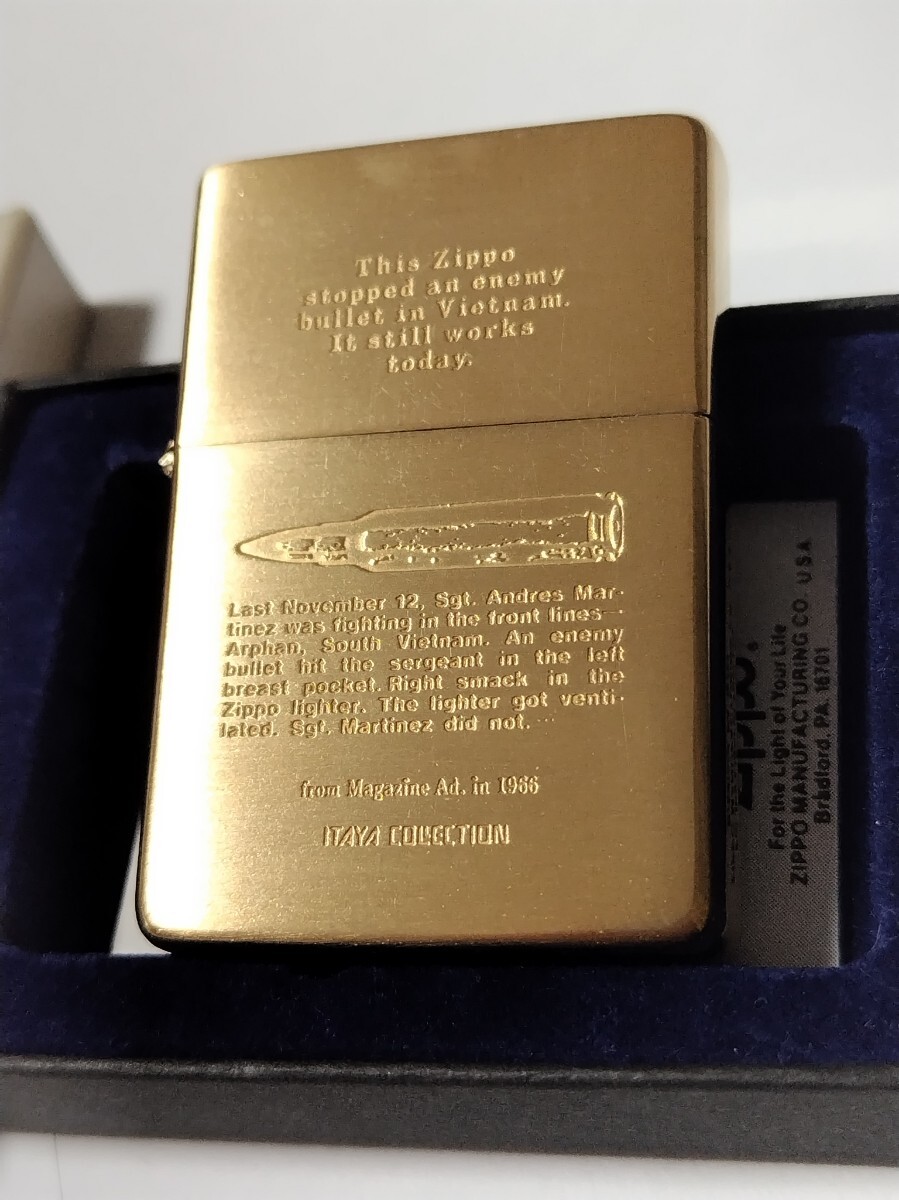 This Zippo
stopped an enemy
bullet in Vietnam.
It still works
today.
Last November 12, Sgt. Andres Mar-
tinez was fighting in the front lines—
Arphan, South Vietnam. An enemy
bullet hit the sergeant in the left
breast pocket. Right smack in the
Zippo lighter. The lighter got venti-
lated. Sgt. Martinez did not.
from Magazine Ad. in 1966
ITAYA COLLECTION
zippo®
For the Light of Your Life
ZIPPO MANUFACTURING CO USA
Bradford, PA. 16701